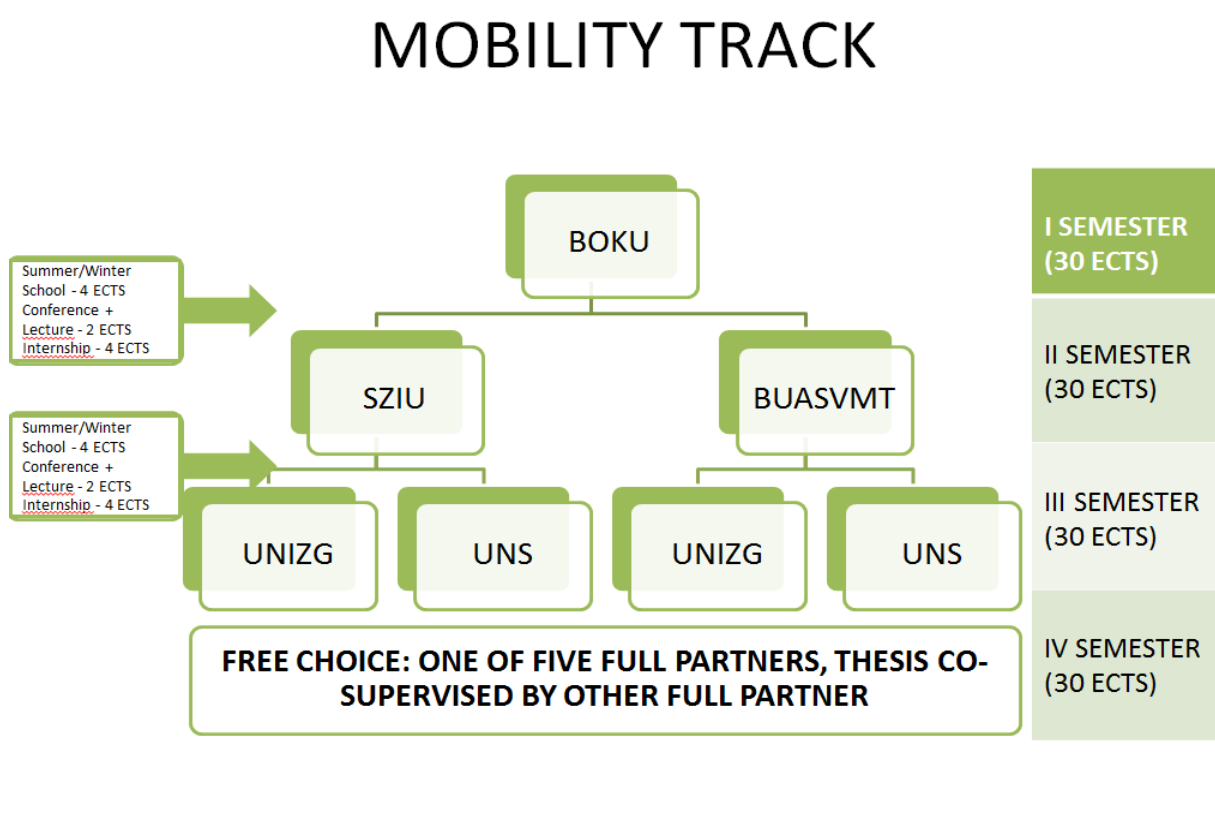 MOBILITY TRACK
BOKU
I SEMESTER
(30 ECTS)
Summer/Winter
School - 4 ECTS
Conference +
Lecture - 2 ECTS
Internship - 4 ECTS
SZIU
BUASVMT
II SEMESTER
(30 ECTS)
Summer/Winter
School - 4 ECTS
Conference +
Lecture - 2 ECTS
Internship - 4 ECTS
UNIZG
UNS
UNIZG
UNS
III SEMESTER
(30 ECTS)
FREE CHOICE: ONE OF FIVE FULL PARTNERS, THESIS CO-
SUPERVISED BY OTHER FULL PARTNER
IV SEMESTER
(30 ECTS)